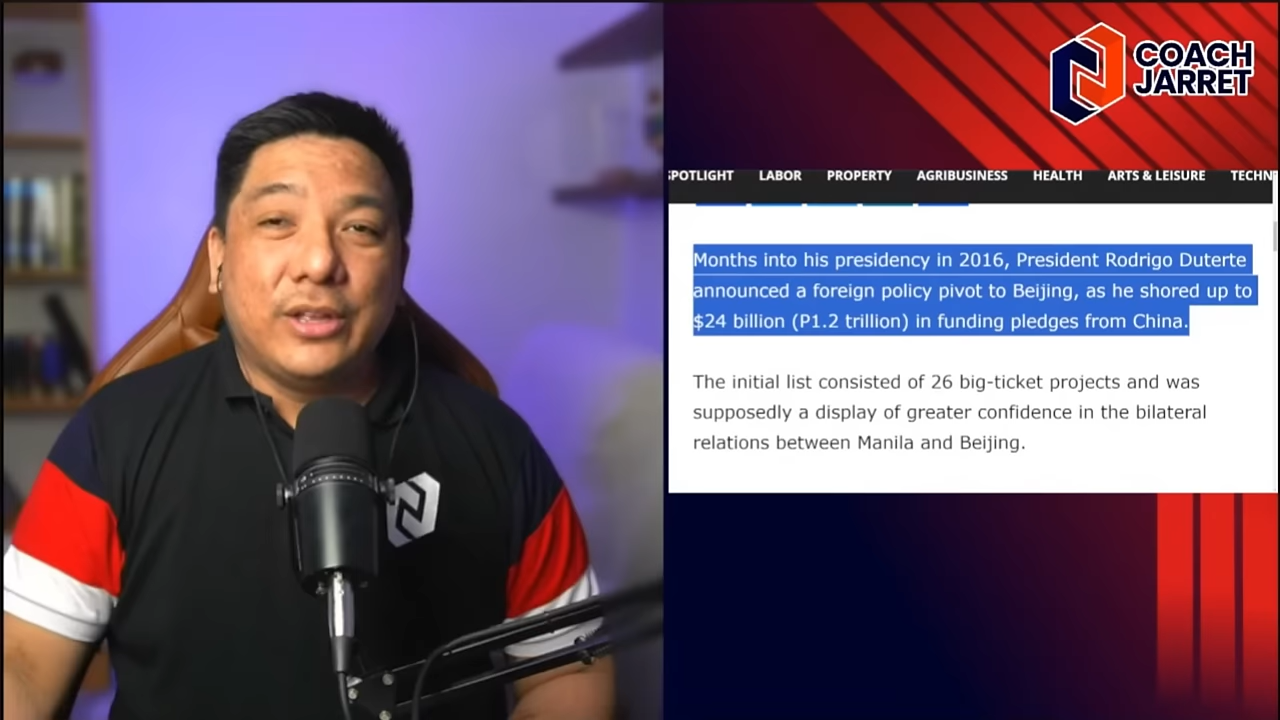 COACH
JARRET
SPOTLIGHT LABOR PROPERTY AGRIBUSINESS HEALTH ARTS & LEISURE TECHN
Months into his presidency in 2016, President Rodrigo Duterte
announced a foreign policy pivot to Beijing, as he shored up to
$24 billion (P1.2 trillion) in funding pledges from China.
The initial list consisted of 26 big-ticket projects and was
supposedly a display of greater confidence in the bilateral
relations between Manila and Beijing.